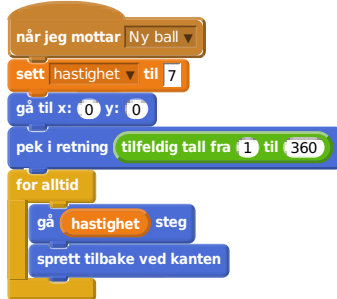 når jeg mottar Ny ball
sett hastighet til 7
gå til x: 0 y: 0
pek i retning tilfeldig tall fra 1 til 360
for alltid
gå hastighet steg
sprett tilbake ved kanten